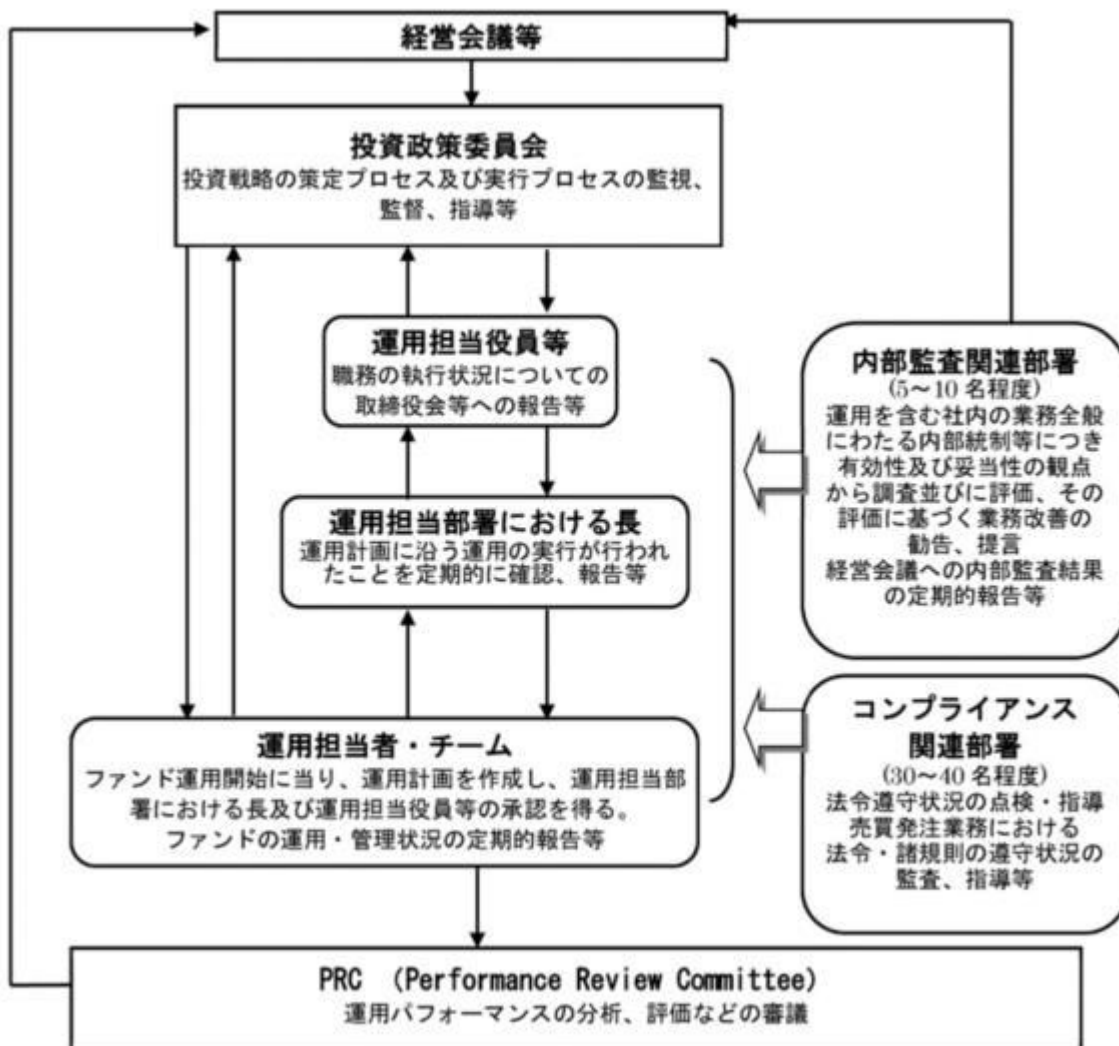 経営会議等
投資政策委員会
投資戦略の策定プロセス及び実行プロセスの監視、
監督、指導等
運用担当役員等
職務の執行状況についての
取締役会等への報告等
運用担当部署における長
運用計画に沿う運用の実行が行われ
たことを定期的に確認、報告等
運用担当者・チーム
ファンド運用開始に当り、運用計画を作成し、運用担当部
署における長及び運用担当役員等の承認を得る。
ファンドの運用・管理状況の定期的報告等
内部監査関連部署
(5～10 名程度)
運用を含む社内の業務全般
にわたる内部統制等につき
有効性及び妥当性の観点
から調査並びに評価、その
評価に基づく業務改善の
勧告、提言
経営会議への内部監査結果
の定期的報告等
コンプライアンス
関連部署
(30～40 名程度)
法令遵守状況の点検・指導
売買発注業務における
法令・諸規則の遵守状況の
監査、指導等
PRC （Performance Review Committee）
運用パフォーマンスの分析、評価などの審議